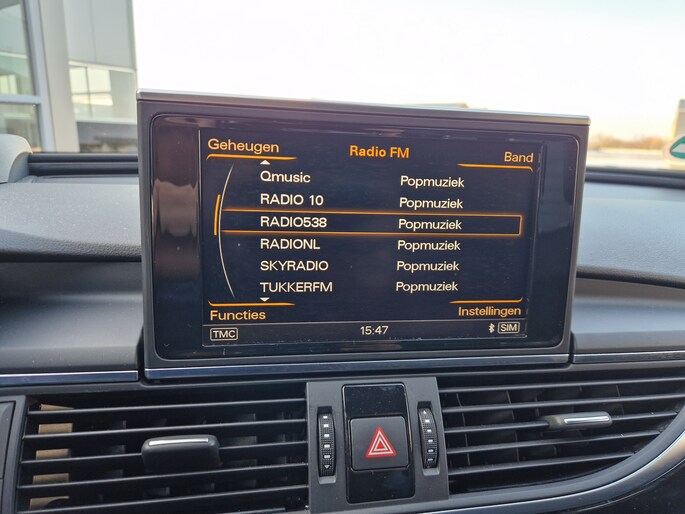 Geheugen Radio FM Band
Qmusic Popmuziek
RADIO 10 Popmuziek
RADIO538 Popmuziek
RADIONL Popmuziek
SKYRADIO Popmuziek
TUKKERFM Popmuziek
Functies Instellingen
TMC 15:47 SIM